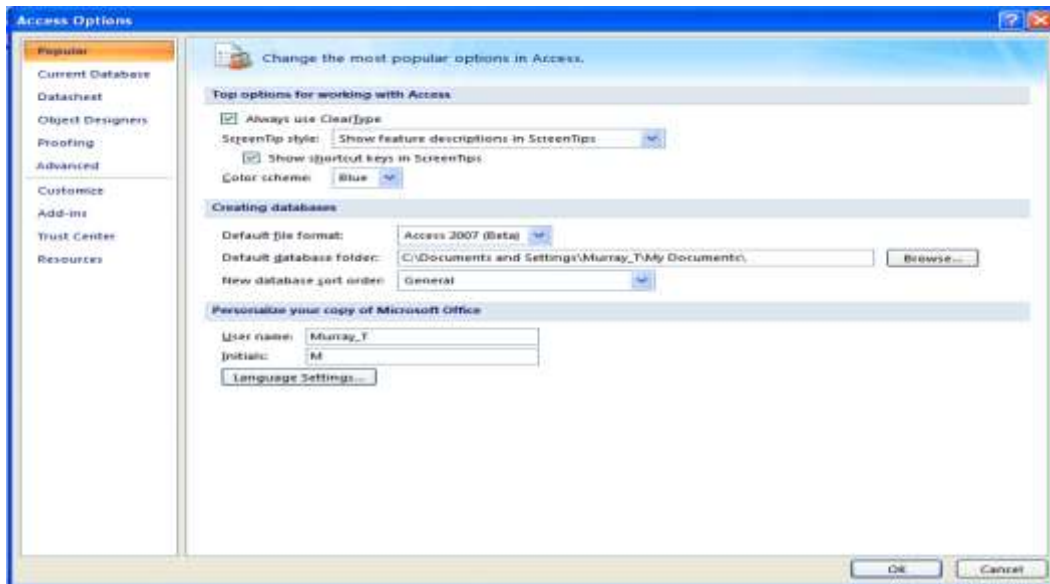 Access Options
Popular
Current Database
Datasheet
Object Designers
Proofing
Advanced
Customize
Add-ins
Trust Center
Resources
Change the most popular options in Access.
Top options for working with Access
Always use ClearType
ScreenTip style: Show feature descriptions in ScreenTips
Show shortcut keys in ScreenTips
Color scheme: Blue
Creating databases
Default file format: Access 2007 (Beta)
Default database folder: C:\Documents and Settings\Murray_T\My Documents\ Browse...
New database sort order: General
Personalize your copy of Microsoft Office
User name: Murray_T
Initials: M
Language Settings...
OK Cancel